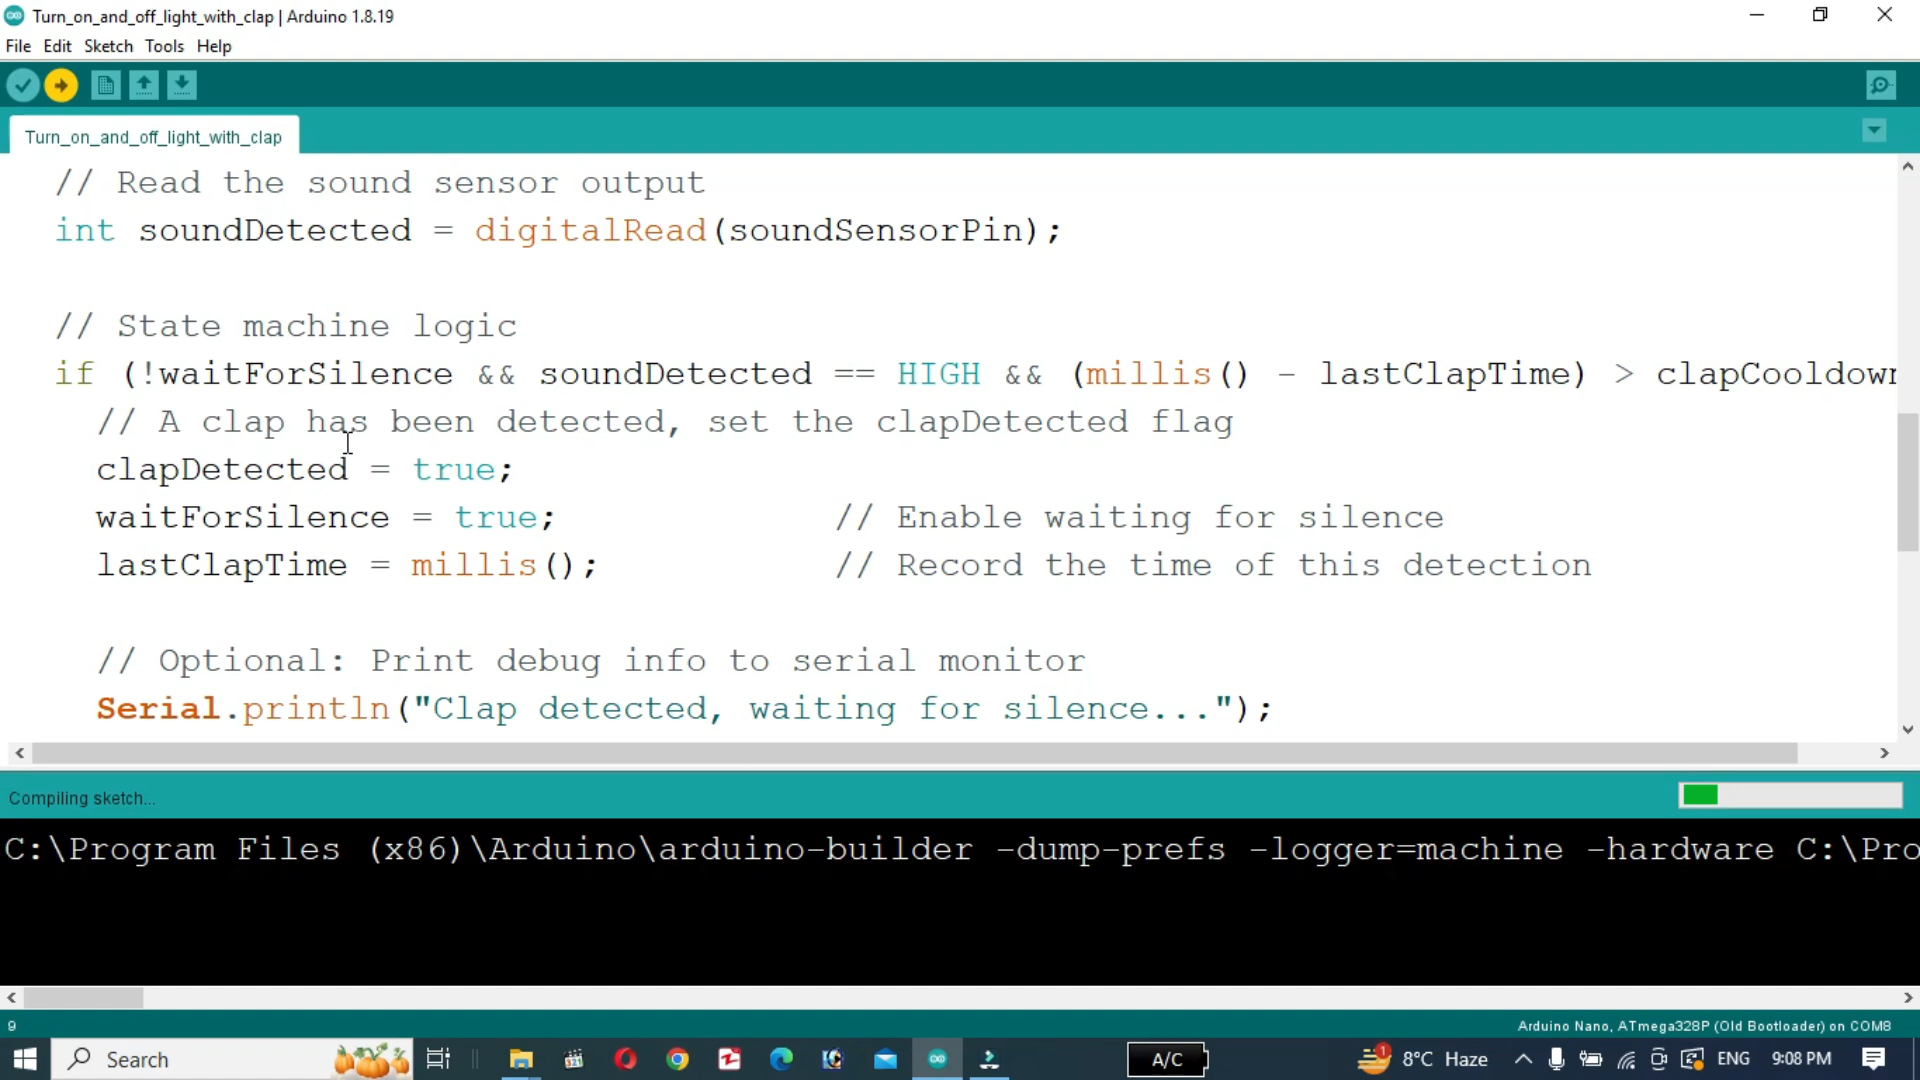 Turn_on_and_off_light_with_clap | Arduino 1.8.19
File Edit Sketch Tools Help
Turn_on_and_off_light_with_clap
// Read the sound sensor output
int soundDetected = digitalRead(soundSensorPin);
// State machine logic
if (!waitForSilence && soundDetected == HIGH && (millis() - lastClapTime) > clapCooldown
// A clap has been detected, set the clapDetected flag
clapDetected = true;
waitForSilence = true; // Enable waiting for silence
lastClapTime = millis(); // Record the time of this detection
// Optional: Print debug info to serial monitor
Serial.println("Clap detected, waiting for silence...");
Compiling sketch...
C:\Program Files (x86)\Arduino\arduino-builder -dump-prefs -logger=machine -hardware C:\Pro
9
Arduino Nano, ATmega328P (Old Bootloader) on COM8
Search
A/C
1
8°C Haze
ENG
9:08 PM